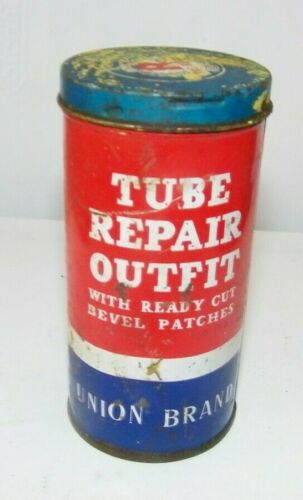 TUBE
REPAIR
OUTFIT
WITH READY CUT
BEVEL PATCHES
UNION BRAND